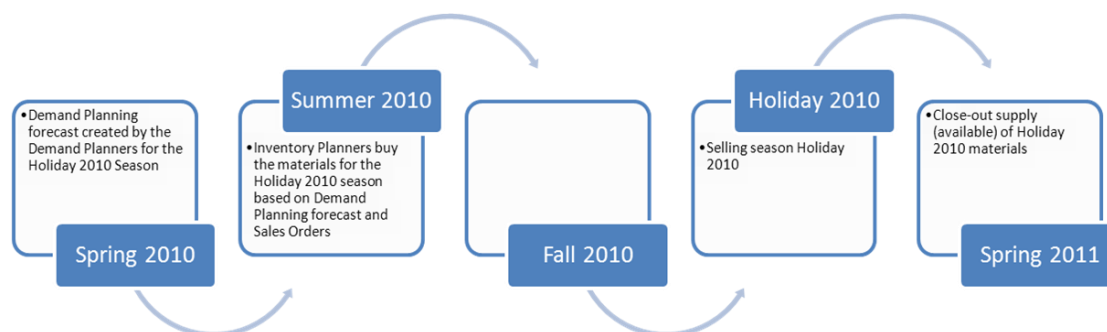 •Demand Planning
forecast created by the
Demand Planners for the
Holiday 2010 Season
Spring 2010
Summer 2010
•Inventory Planners buy
the materials for the
Holiday 2010 season
based on Demand
Planning forecast and
Sales Orders
Fall 2010
Holiday 2010
•Selling season Holiday
2010
•Close-out supply
(available) of Holiday
2010 materials
Spring 2011